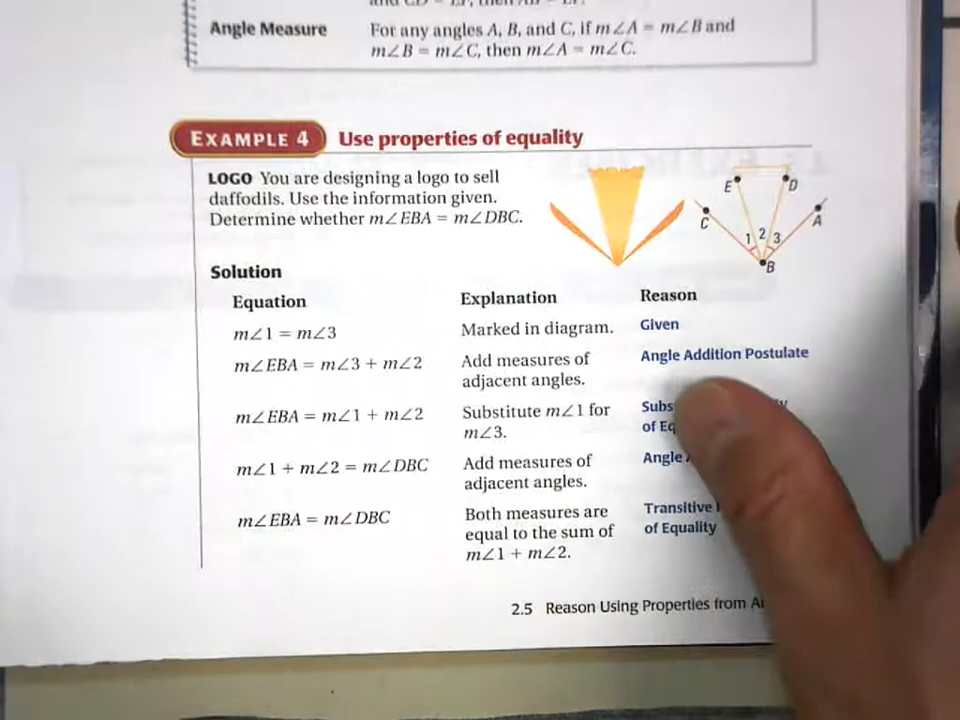 Angle Measure For any angles A, B, and C, if m∠A = m∠B and
m∠B = m∠C, then m∠A = m∠C.
EXAMPLE 4 Use properties of equality
LOGO You are designing a logo to sell
daffodils. Use the information given.
Determine whether m∠EBA = m∠DBC.
E D
C A
1 2 3
B
Solution
Equation Explanation Reason
m∠1 = m∠3 Marked in diagram. Given
m∠EBA = m∠3 + m∠2 Add measures of Angle Addition Postulate
adjacent angles.
m∠EBA = m∠1 + m∠2 Substitute m∠1 for
m∠3. of
m∠1 + m∠2 = m∠DBC Add measures of Angle
adjacent angles.
m∠EBA = m∠DBC Both measures are Transitive
equal to the sum of of Equality
m∠1 + m∠2.
2.5 Reason Using Properties from